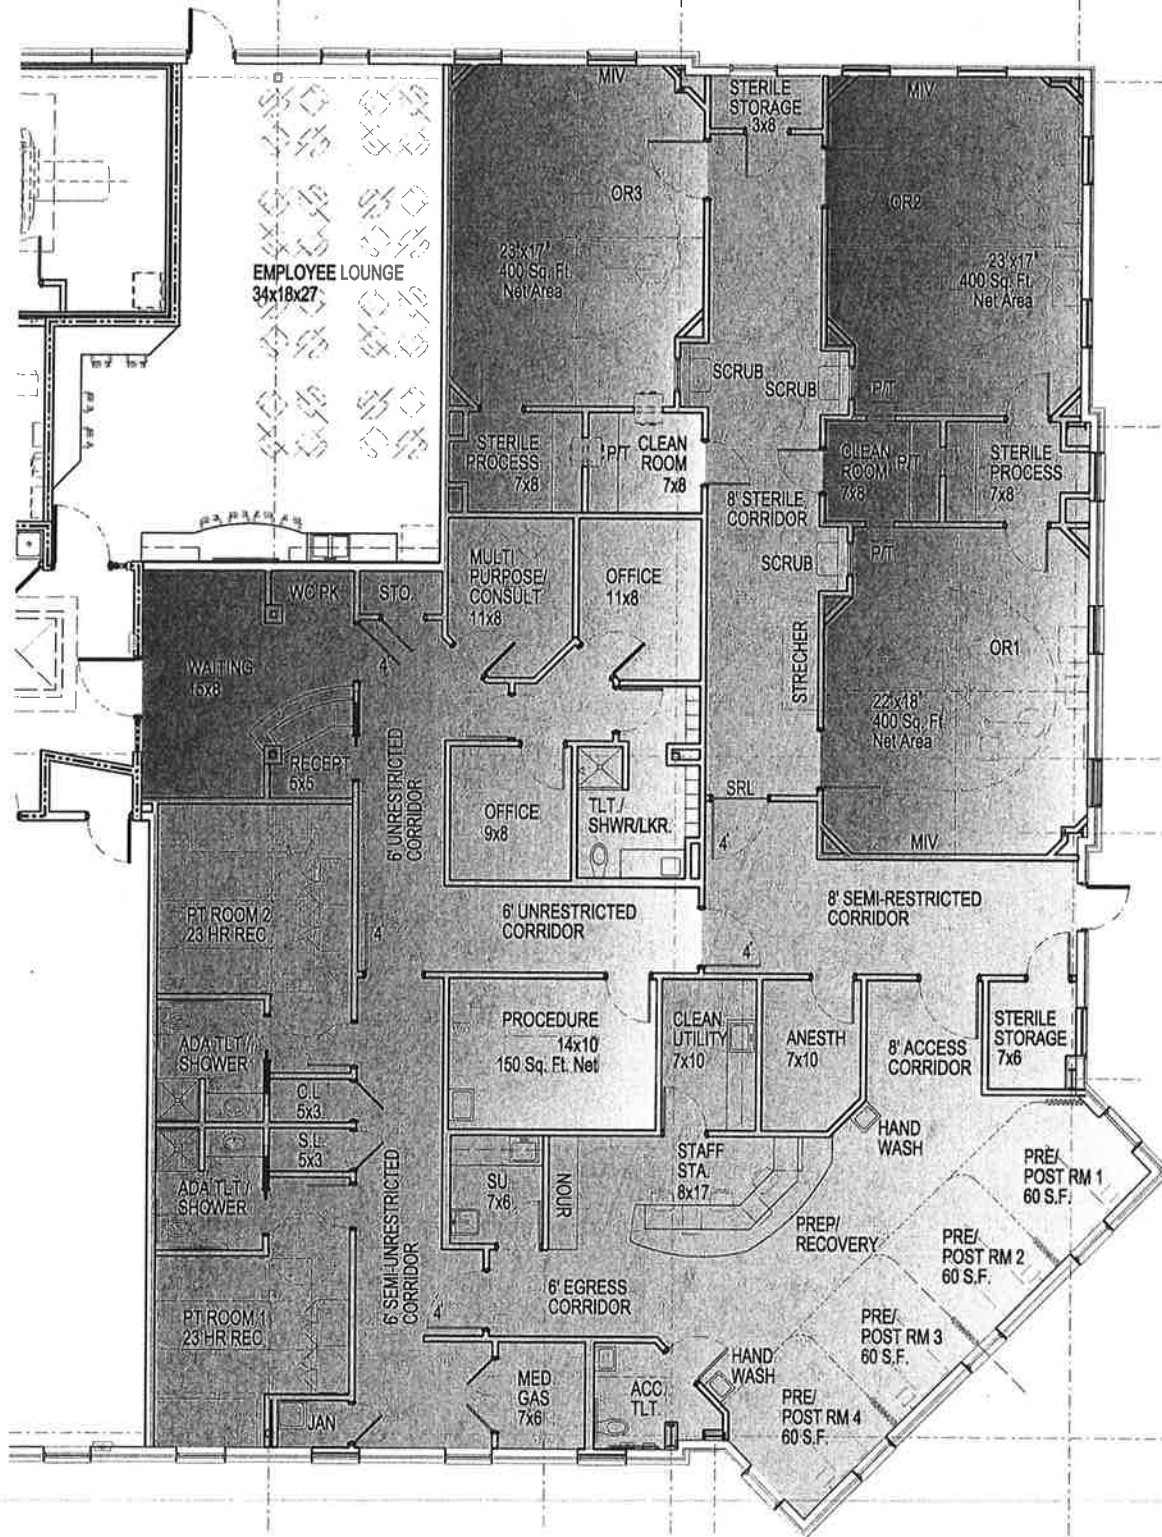 MIV
STERILE
STORAGE
3x8
MIV
OR3
OR2
23'x17'
400 Sq. Ft.
Net Area
23'x17'
400 Sq. Ft.
Net Area
EMPLOYEE LOUNGE
34x18x27
SCRUB
SCRUB
P/T
STERILE
PROCESS
7x8
P/T
CLEAN
ROOM
7x8
CLEAN
ROOM
7x8
P/T
STERILE
PROCESS
7x8
8' STERILE
CORRIDOR
MULTI
PURPOSE/
CONSULT
11x8
OFFICE
11x8
SCRUB
P/T
WC PK
STO.
WAITING
15x8
4'
STRECHER
OR1
22'x18'
400 Sq. Ft
Net Area
RECEPT
5x5
6' UNRESTRICTED
CORRIDOR
OFFICE
9x8
TLT./
SHWR/LKR.
SRL
4'
MIV
PT ROOM 2
23 HR REC
4'
6' UNRESTRICTED
CORRIDOR
8' SEMI-RESTRICTED
CORRIDOR
4'
PROCEDURE
14x10
150 Sq. Ft. Net
CLEAN
UTILITY
7x10
ANESTH
7x10
8' ACCESS
CORRIDOR
STERILE
STORAGE
7x6
ADA TLT./
SHOWER
C.L
5x3
S.L.
5x3
ADA TLT./
SHOWER
HAND
WASH
SU
7x6
NOUR
STAFF
STA.
8x17
PREP/
RECOVERY
PRE/
POST RM 1
60 S.F.
PRE/
POST RM 2
60 S.F.
6' SEMI-UNRESTRICTED
CORRIDOR
6' EGRESS
CORRIDOR
4'
PT ROOM 1
23 HR REC
PRE/
POST RM 3
60 S.F.
HAND
WASH
MED
GAS
7x6
ACC
TLT
PRE/
POST RM 4
60 S.F.
JAN